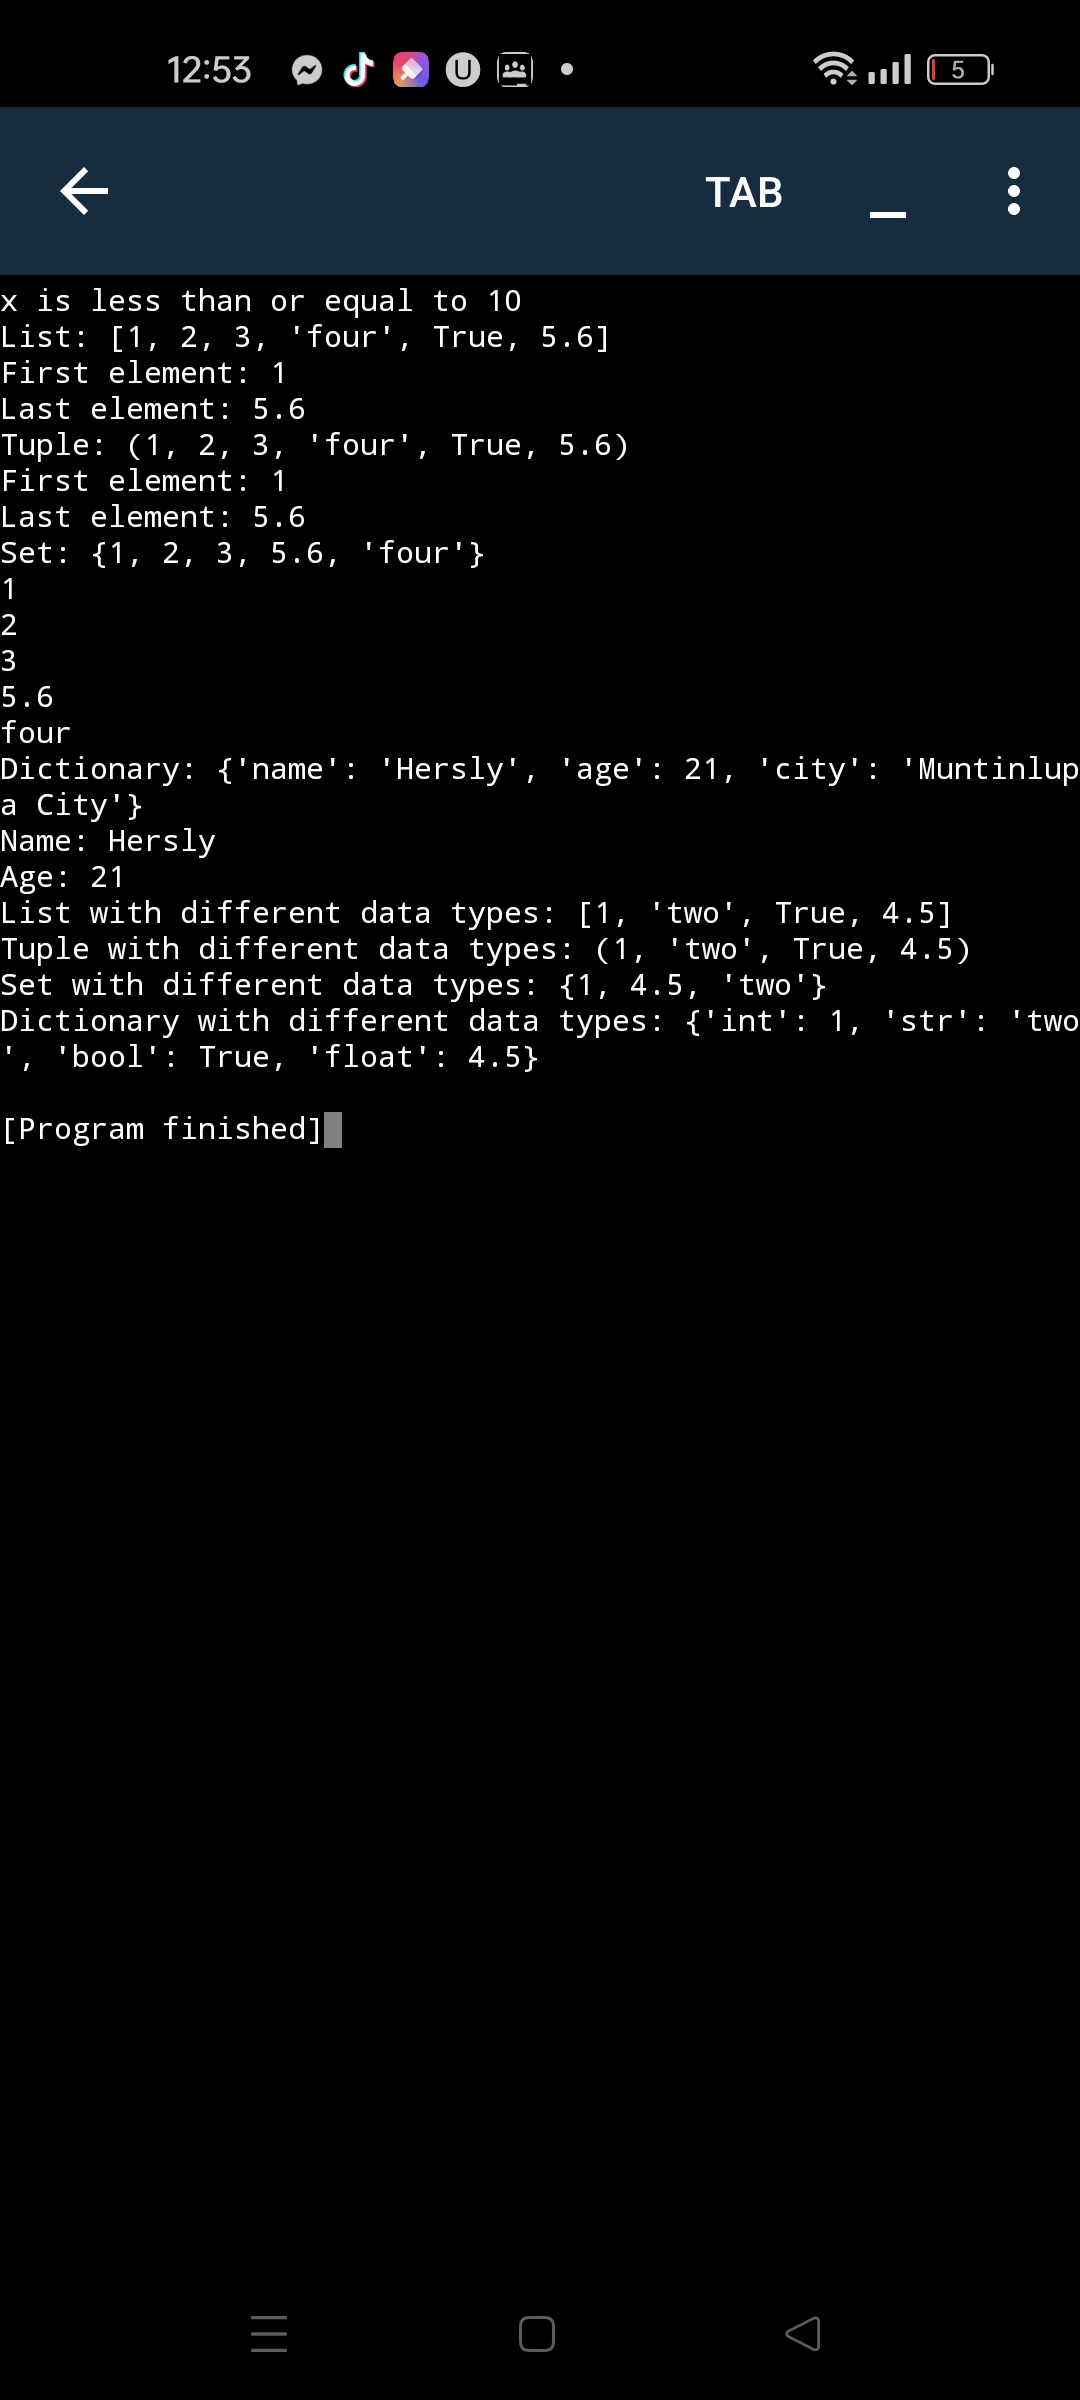 12:53
5
TAB
x is less than or equal to 10
List: [1, 2, 3, 'four', True, 5.6]
First element: 1
Last element: 5.6
Tuple: (1, 2, 3, 'four', True, 5.6)
First element: 1
Last element: 5.6
Set: {1, 2, 3, 5.6, 'four'}
1
2
3
5.6
four
Dictionary: {'name': 'Hersly', 'age': 21, 'city': 'Muntinlup
a City'}
Name: Hersly
Age: 21
List with different data types: [1, 'two', True, 4.5]
Tuple with different data types: (1, 'two', True, 4.5)
Set with different data types: {1, 4.5, 'two'}
Dictionary with different data types: {'int': 1, 'str': 'two
', 'bool': True, 'float': 4.5}
[Program finished]